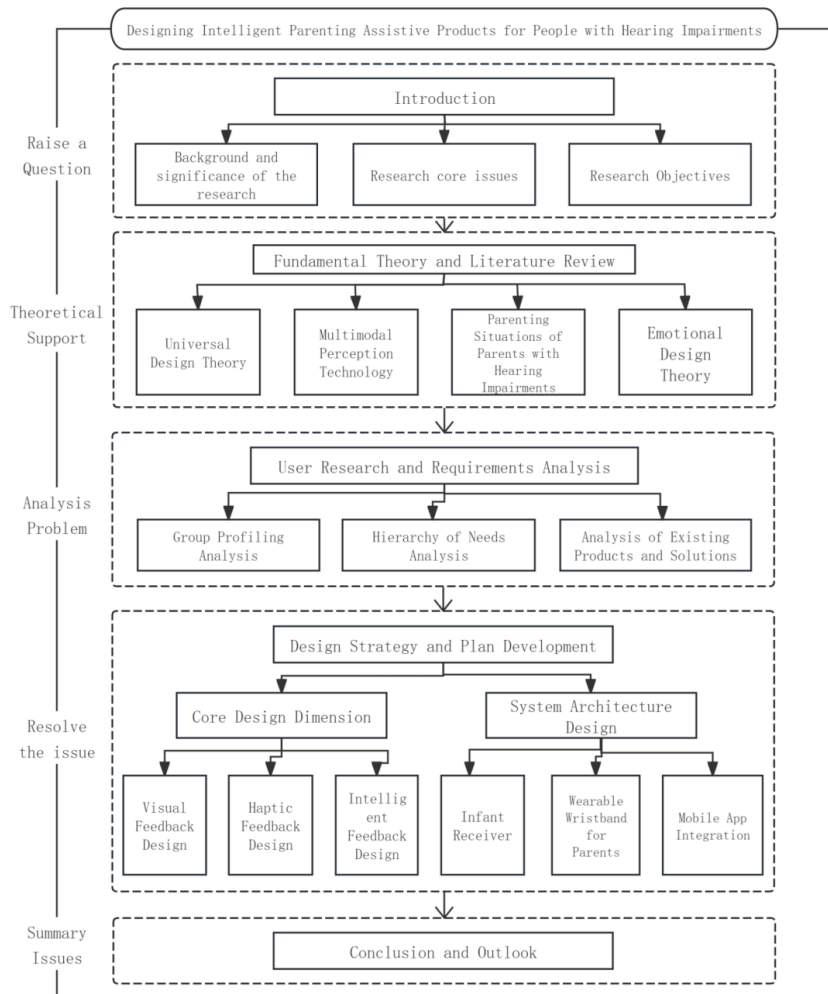 Designing Intelligent Parenting Assistive Products for People with Hearing Impairments
Raise a
Question
Introduction
Background and
significance of the
research
Research core issues
Research Objectives
Theoretical
Support
Fundamental Theory and Literature Review
Universal
Design Theory
Multimodal
Perception
Technology
Parenting
Situations of
Parents with
Hearing
Impairments
Emotional
Design
Theory
Analysis
Problem
User Research and Requirements Analysis
Group Profiling
Analysis
Hierarchy of Needs
Analysis
Analysis of Existing
Products and Solutions
Resolve
the issue
Design Strategy and Plan Development
Core Design Dimension
System Architecture
Design
Visual
Feedback
Design
Haptic
Feedback
Design
Intellig
ent
Feedback
Design
Infant
Receiver
Wearable
Wristband
for
Parents
Mobile App
Integration
Summary
Issues
Conclusion and Outlook